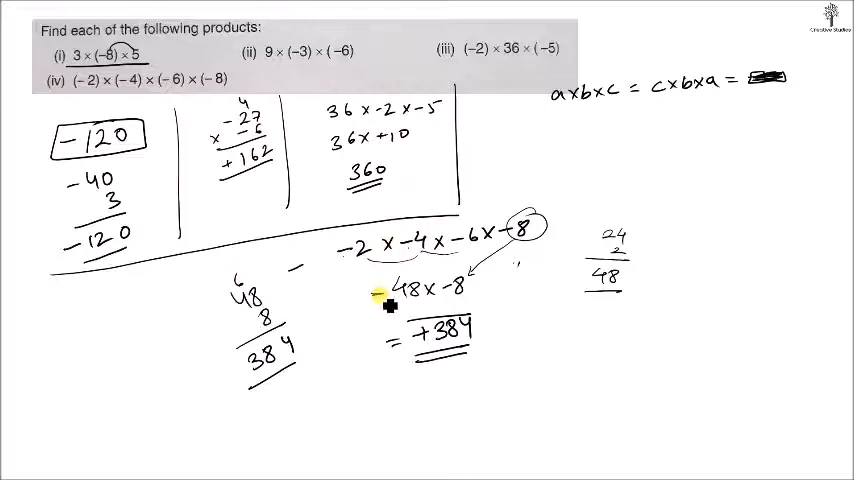 Find each of the following products:
(i) 3 × (−8) × 5 (ii) 9 × (−3) × (−6) (iii) (−2) × 36 × (−5)
(iv) (− 2) × (− 4) × (− 6) × (− 8)
Creative Studies
a×b×c = c×b×a =
-120
-40
3
-120
4
-27
x -6
+162
36 x -2 x -5
36 x +10
360
-
-2 x -4 x -6 x -8
-48 x -8
= +384
6
48
8
384
24
2
48